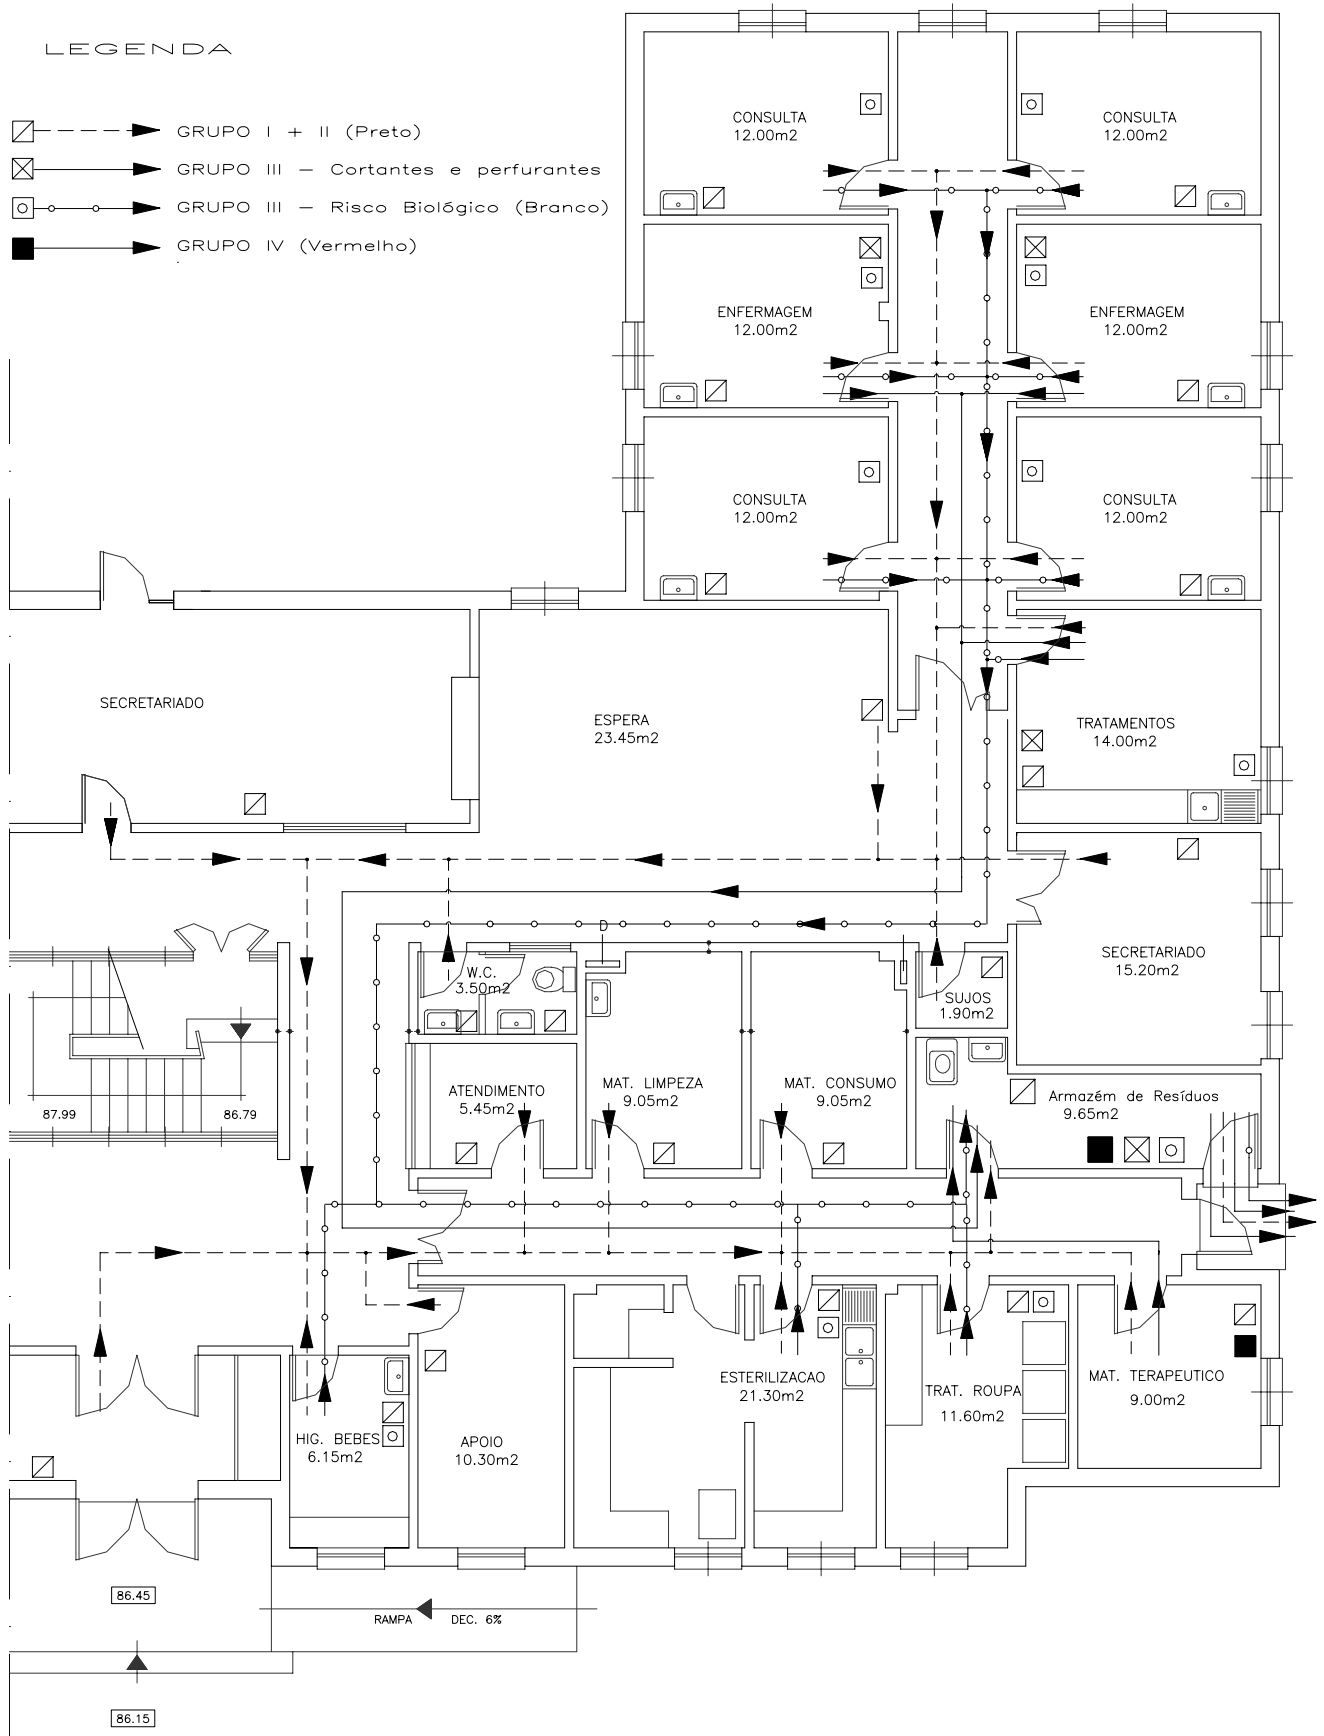 LEGENDA
GRUPO I + II (Preto)
GRUPO III - Cortantes e perfurantes
GRUPO III - Risco Biológico (Branco)
GRUPO IV (Vermelho)
CONSULTA
12.00m2
CONSULTA
12.00m2
ENFERMAGEM
12.00m2
ENFERMAGEM
12.00m2
CONSULTA
12.00m2
CONSULTA
12.00m2
SECRETARIADO
ESPERA
23.45m2
TRATAMENTOS
14.00m2
D
W.C.
3.50m2
SUJOS
1.90m2
SECRETARIADO
15.20m2
87.99
86.79
ATENDIMENTO
5.45m2
MAT. LIMPEZA
9.05m2
MAT. CONSUMO
9.05m2
Armazém de Resíduos
9.65m2
HIG. BEBES
6.15m2
APOIO
10.30m2
ESTERILIZACAO
21.30m2
TRAT. ROUPA
11.60m2
MAT. TERAPEUTICO
9.00m2
86.45
RAMPA DEC. 6%
86.15